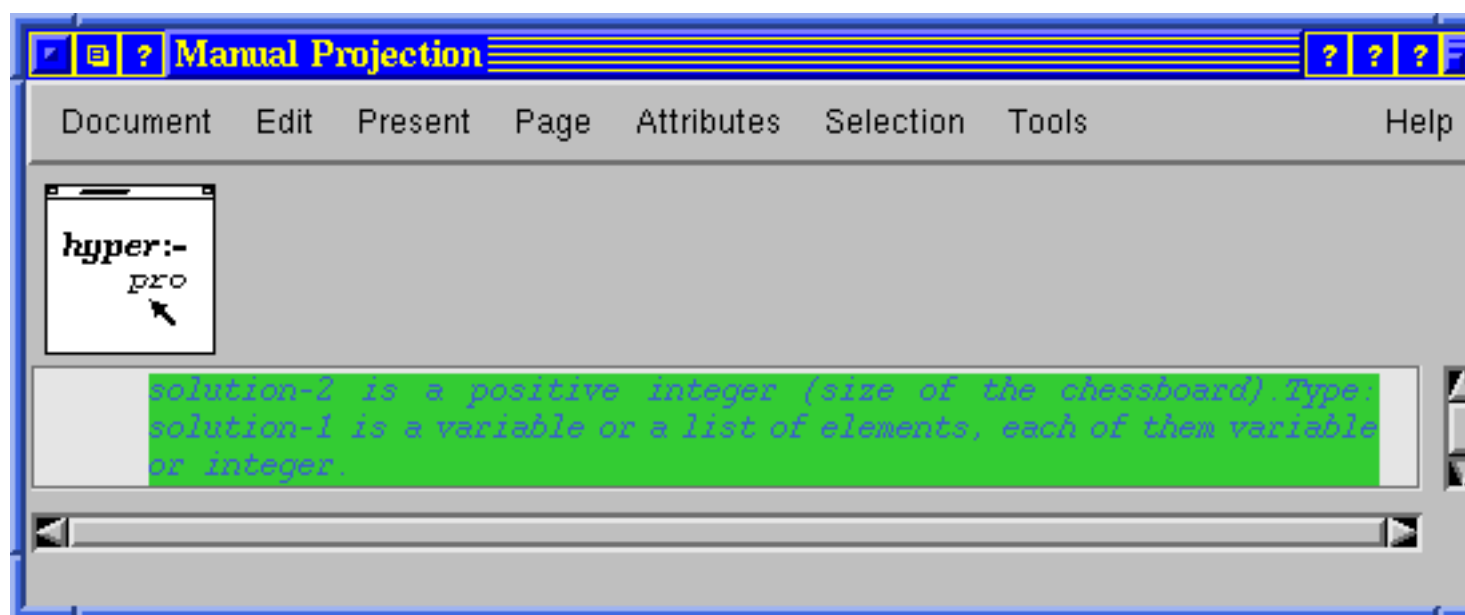 ? Manual Projection ? ? ?
Document Edit Present Page Attributes Selection Tools Help
hyper:-
pro
solution-2 is a positive integer (size of the chessboard).Type:
solution-1 is a variable or a list of elements, each of them variable
or integer.